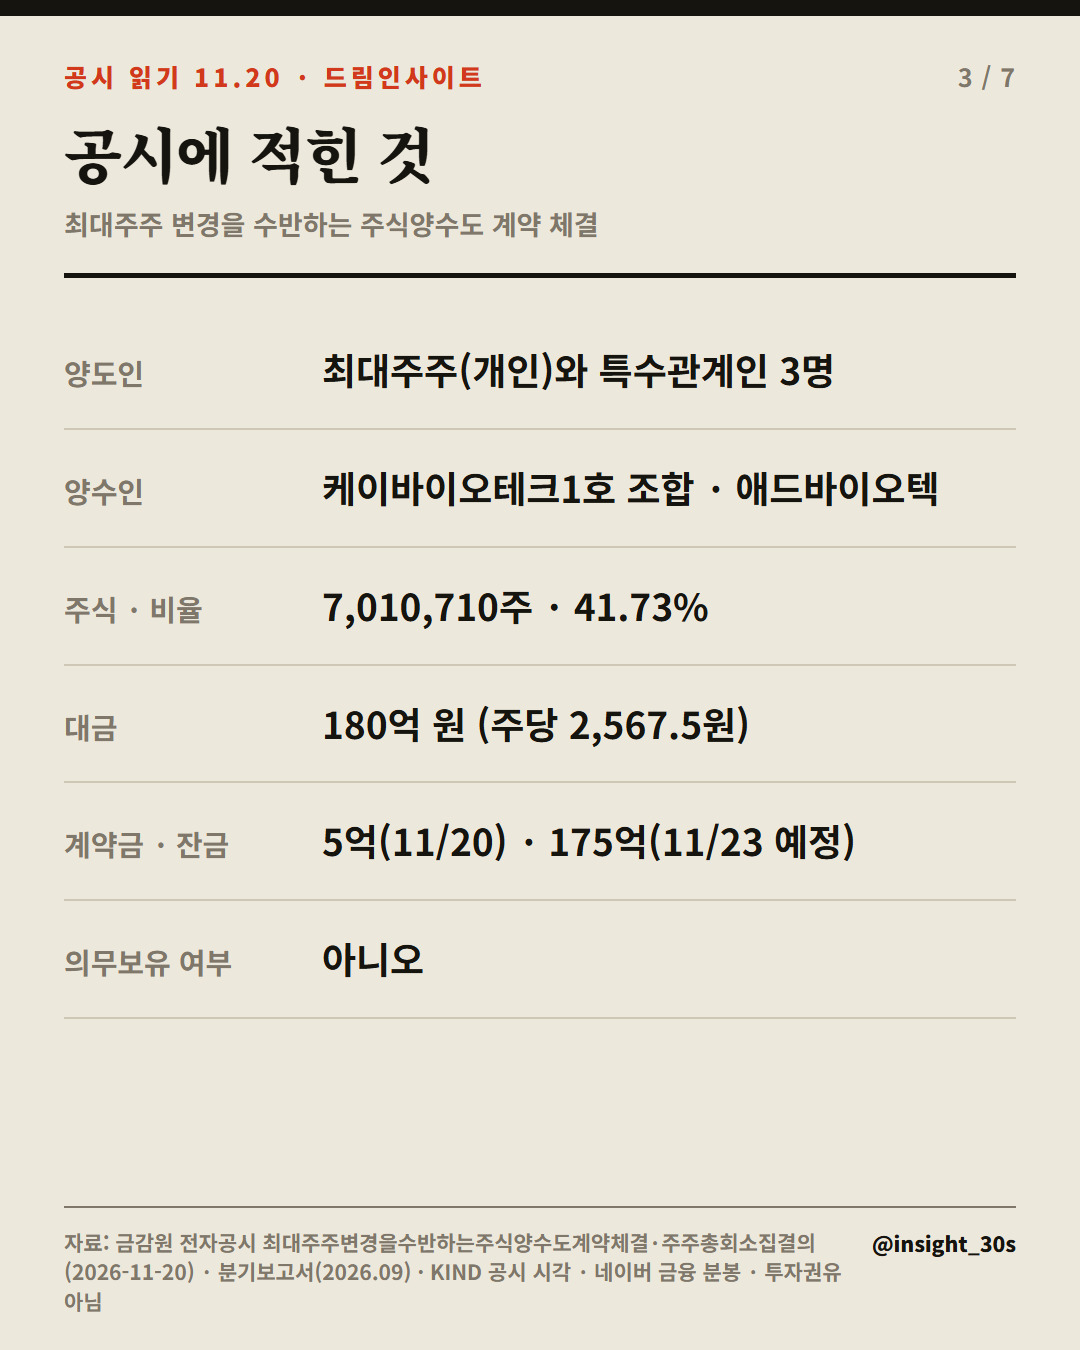 공시 읽기 11.20 · 드림인사이트
3 / 7
공시에 적힌 것
최대주주 변경을 수반하는 주식양수도 계약 체결
양도인
최대주주(개인)와 특수관계인 3명
양수인
케이바이오테크1호 조합 · 애드바이오텍
주식 · 비율
7,010,710주 · 41.73%
대금
180억 원 (주당 2,567.5원)
계약금 · 잔금
5억(11/20) · 175억(11/23 예정)
의무보유 여부
아니오
자료: 금감원 전자공시 최대주주변경을수반하는주식양수도계약체결·주주총회소집결의
(2026-11-20) · 분기보고서(2026.09) · KIND 공시 시각 · 네이버 금융 분봉 · 투자권유
아님
@insight_30s